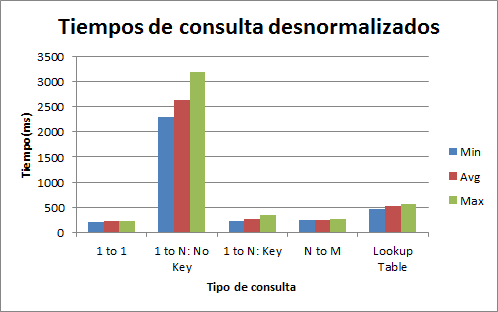 Tiempos de consulta desnormalizados
Tiempo(ms)
3500
3000
2500
2000
1500
1000
500
0
1 to 1
1 to N: No
Key
1 to N: Key
N to M
Lookup
Table
Tipo de consulta
Min
Avg
Max